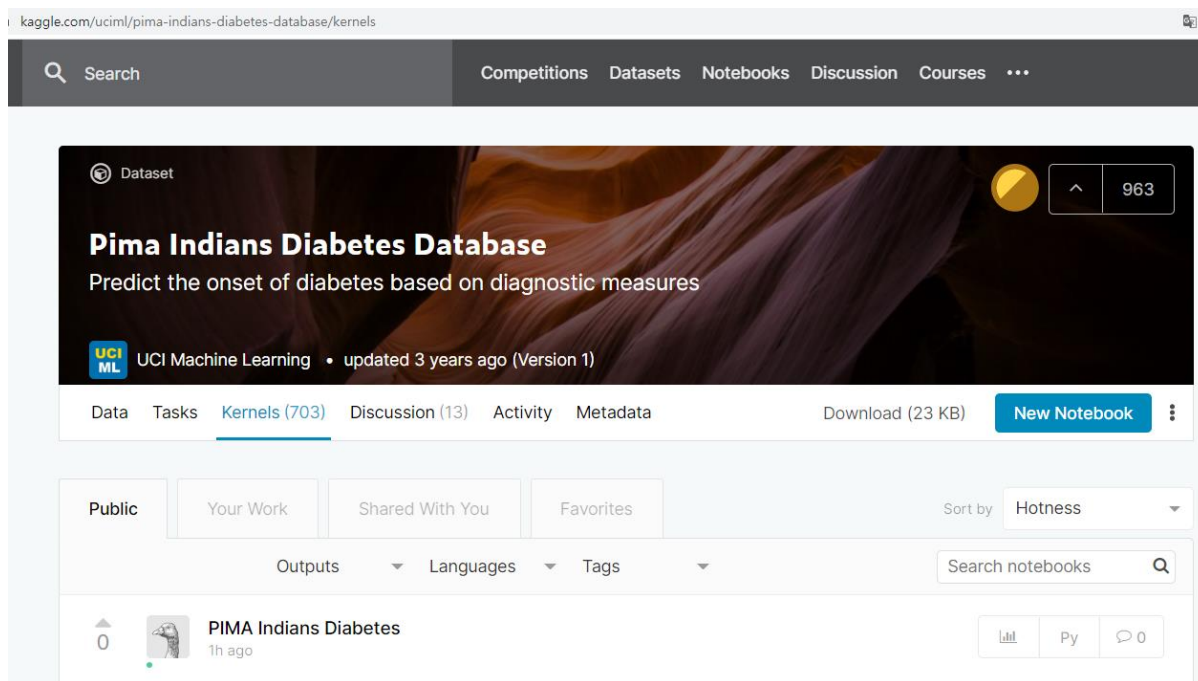 kaggle.com/uciml/pima-indians-diabetes-database/kernels
Search Competitions Datasets Notebooks Discussion Courses •••
Dataset
963
Pima Indians Diabetes Database
Predict the onset of diabetes based on diagnostic measures
UCI ML UCI Machine Learning • updated 3 years ago (Version 1)
Data Tasks Kernels (703) Discussion (13) Activity Metadata Download (23 KB) New Notebook
Public Your Work Shared With You Favorites Sort by Hotness
Outputs Languages Tags Search notebooks
0 PIMA Indians Diabetes Py 0
1h ago